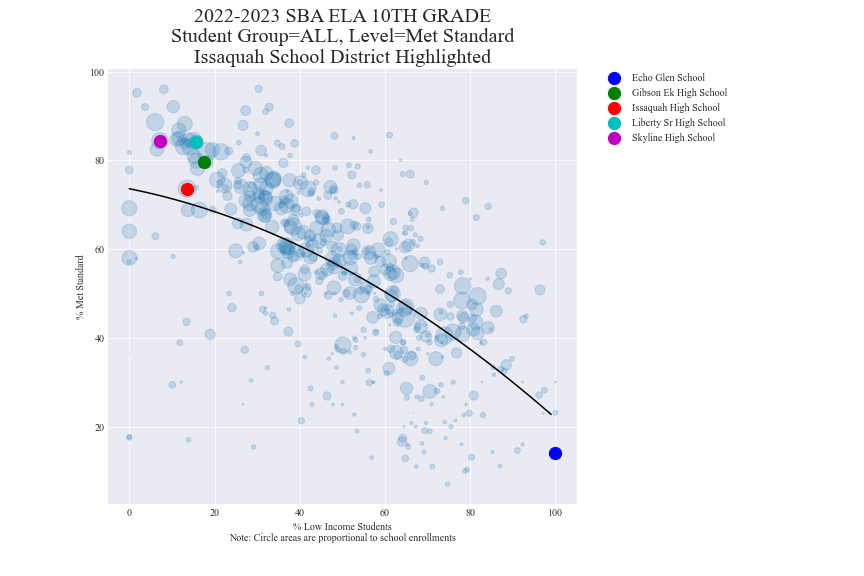 2022-2023 SBA ELA 10TH GRADE
Student Group=ALL, Level=Met Standard
Issaquah School District Highlighted
100
80
60
40
20
% Met Standard
0 20 40 60 80 100
% Low Income Students
Note: Circle areas are proportional to school enrollments
Echo Glen School
Gibson Ek High School
Issaquah High School
Liberty Sr High School
Skyline High School